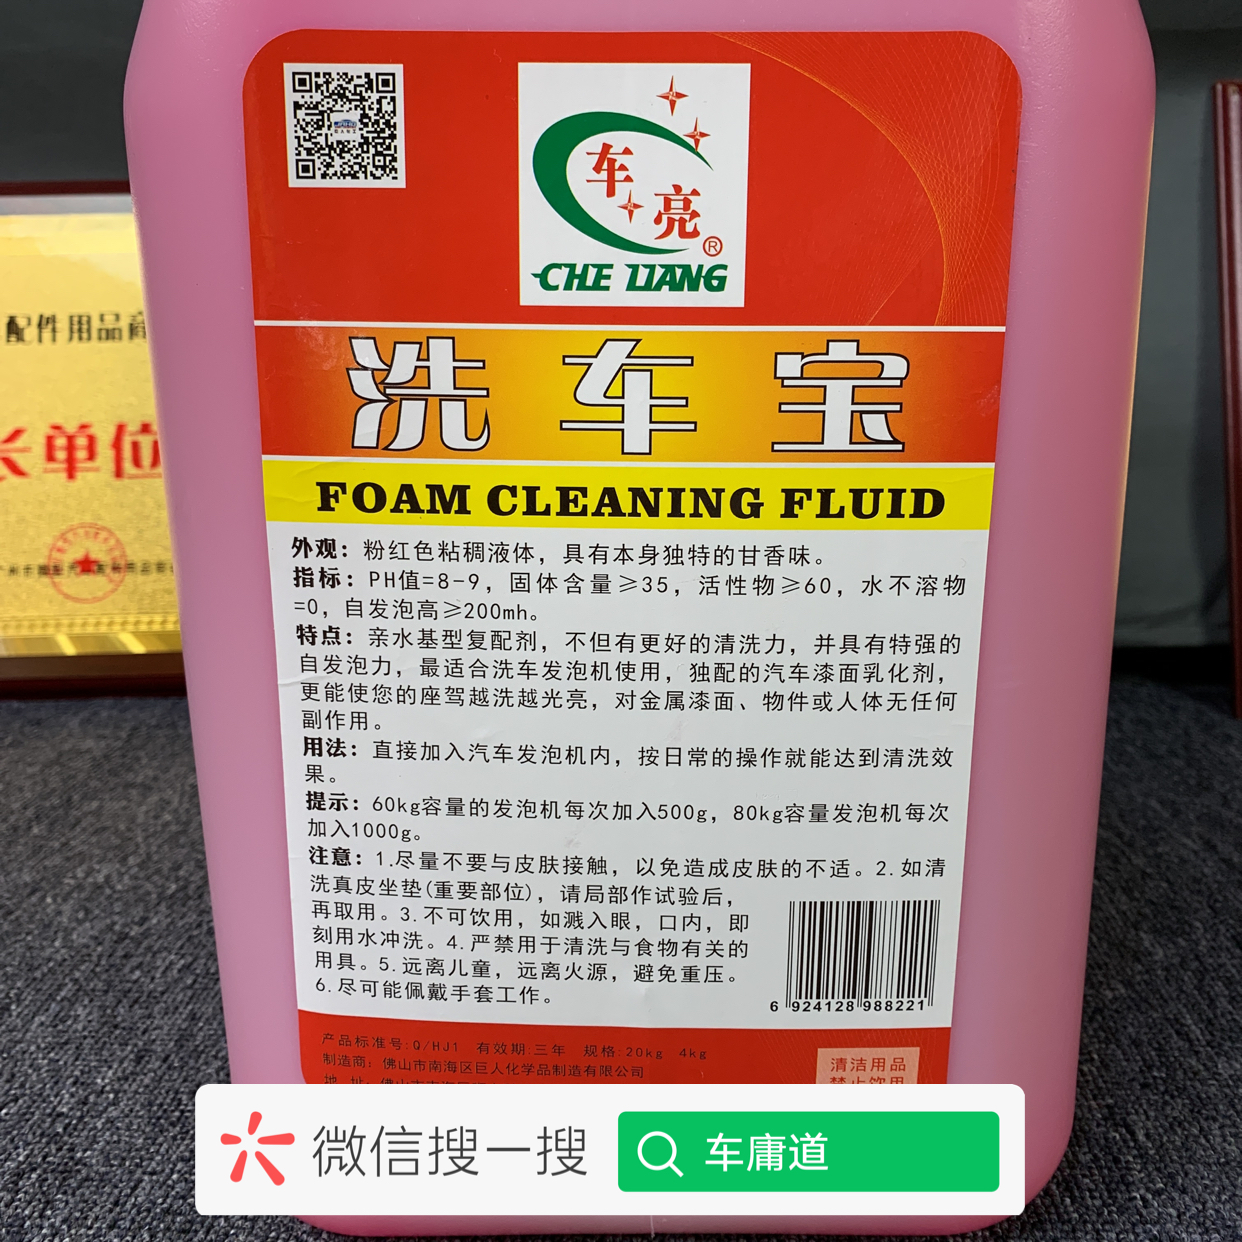 车亮®
CHE LIANG
洗车宝
FOAM CLEANING FLUID
外观：粉红色粘稠液体，具有本身独特的甘香味。
指标：PH值=8-9，固体含量≥35，活性物≥60，水不溶物
=0，自发泡高≥200mh。
特点：亲水基型复配剂，不但有更好的清洗力，并具有特强的
自发泡力，最适合洗车发泡机使用，独配的汽车漆面乳化剂，
更能使您的座驾越洗越光亮，对金属漆面、物件或人体无任何
副作用。
用法：直接加入汽车发泡机内，按日常的操作就能达到清洗效
果。
提示：60kg容量的发泡机每次加入500g，80kg容量发泡机每次
加入1000g。
注意：1.尽量不要与皮肤接触，以免造成皮肤的不适。2.如清
洗真皮坐垫(重要部位)，请局部作试验后，
再取用。3.不可饮用，如溅入眼，口内，即
刻用水冲洗。4.严禁用于清洗与食物有关的
用具。5.远离儿童，远离火源，避免重压。
6.尽可能佩戴手套工作。
6 924128 988221
产品标准号:Q/HJ1 有效期:三年 规格:20kg 4kg
制造商：佛山市南海区巨人化学品制造有限公司
清洁用品
禁止饮用
配件用品商
长单位
微信搜一搜
车庸道